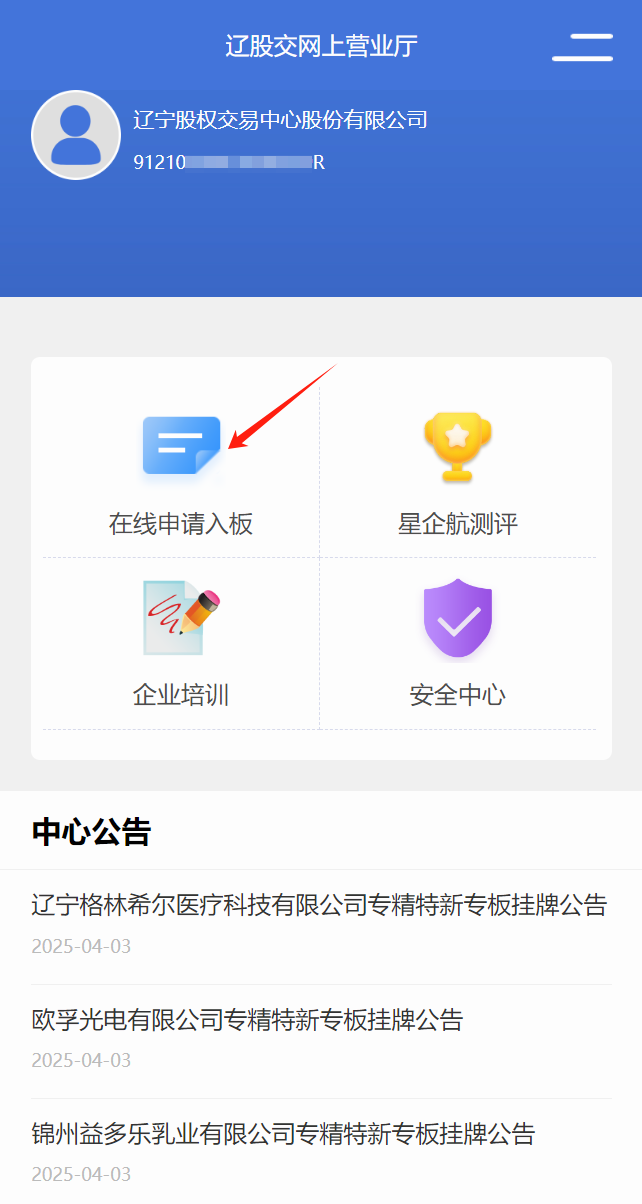 辽股交网上营业厅
辽宁股权交易中心股份有限公司
91210 R
在线申请入板
星企航测评
企业培训
安全中心
中心公告
辽宁格林希尔医疗科技有限公司专精特新专板挂牌公告
2025-04-03
欧孚光电有限公司专精特新专板挂牌公告
2025-04-03
锦州益多乐乳业有限公司专精特新专板挂牌公告
2025-04-03